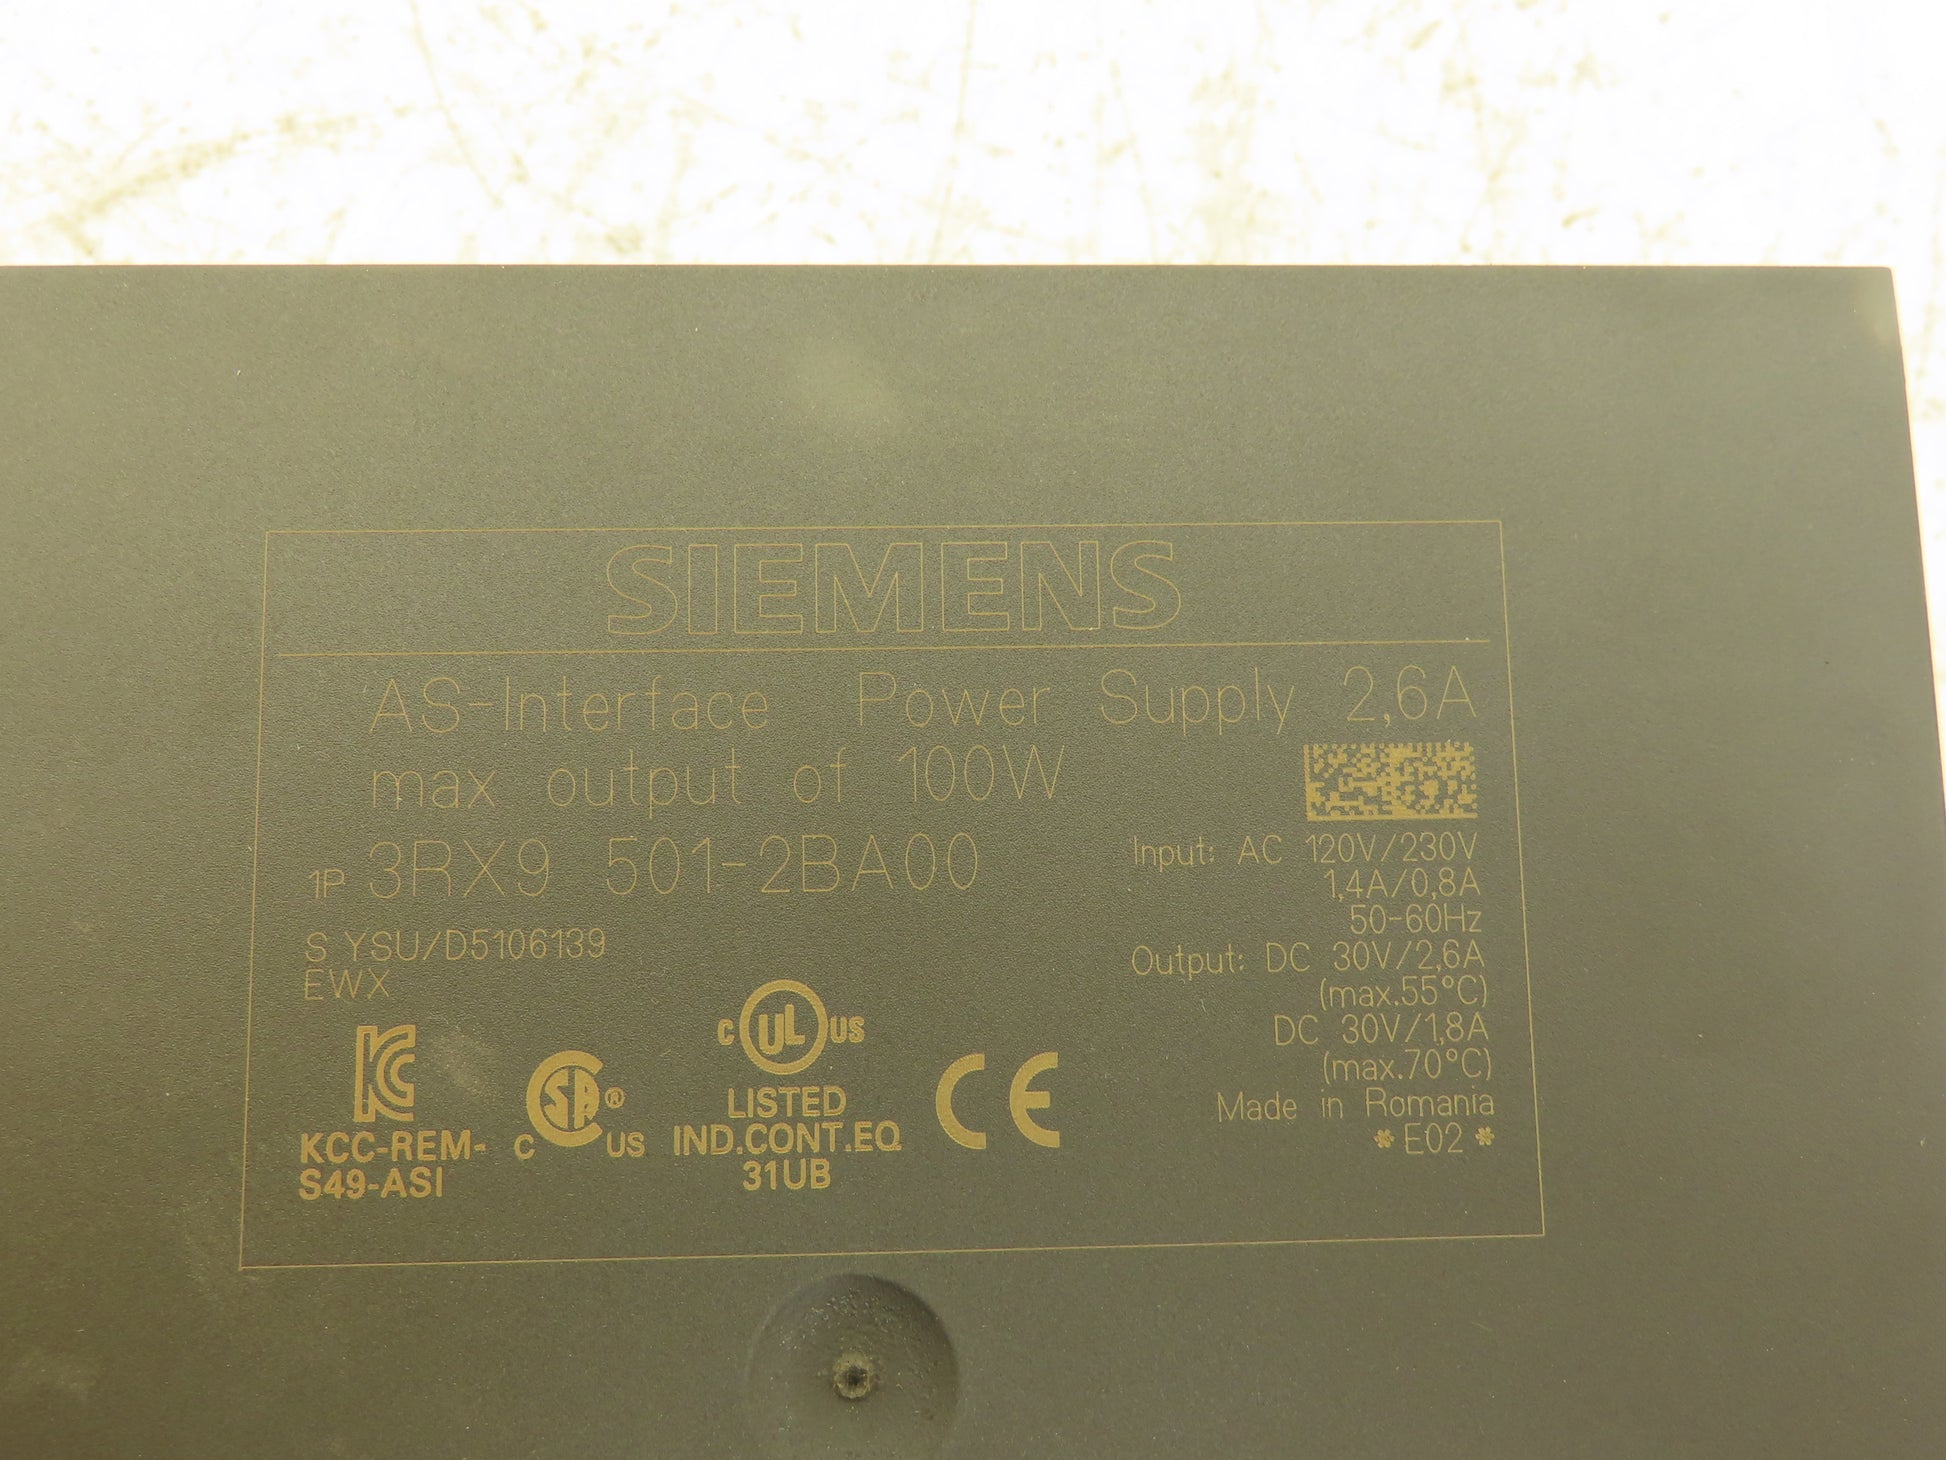 SIEMENS
AS-Interface Power Supply 2,6A
max output of 100W
1P 3RX9 501-2BA00
S YSU/D5106139
EWX
Input: AC 120V/230V
1,4A/0,8A
50-60Hz
Output: DC 30V/2,6A
(max.55°C)
DC 30V/1,8A
(max.70°C)
Made in Romania
*E02*
KC
KCC-REM-
S49-ASI
C SA® US
C UL US
LISTED
IND.CONT.EQ
31UB
CE